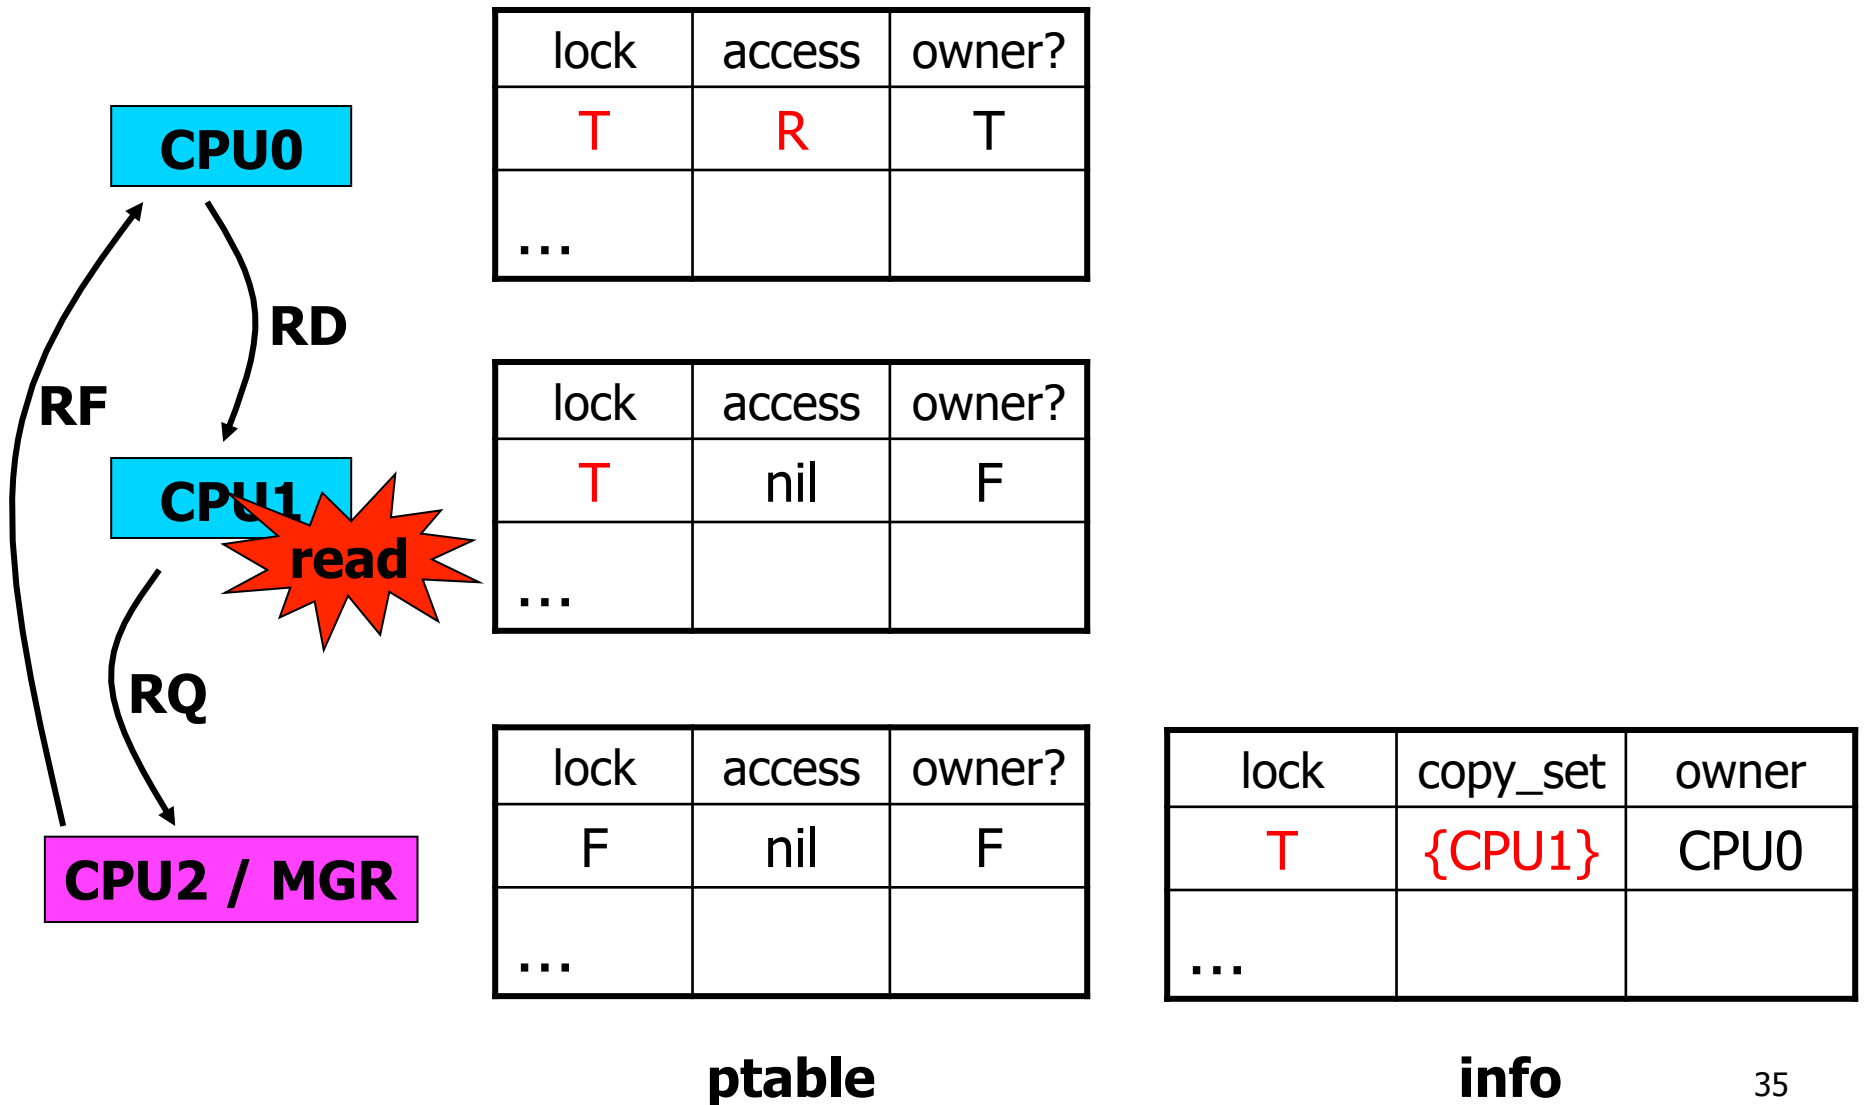 lock access owner?
T R T
...
CPU0
RD
RF
lock access owner?
T nil F
...
CPU1
read
RQ
lock access owner?
F nil F
...
CPU2 / MGR
lock copy_set owner
T {CPU1} CPU0
...
ptable
info
35